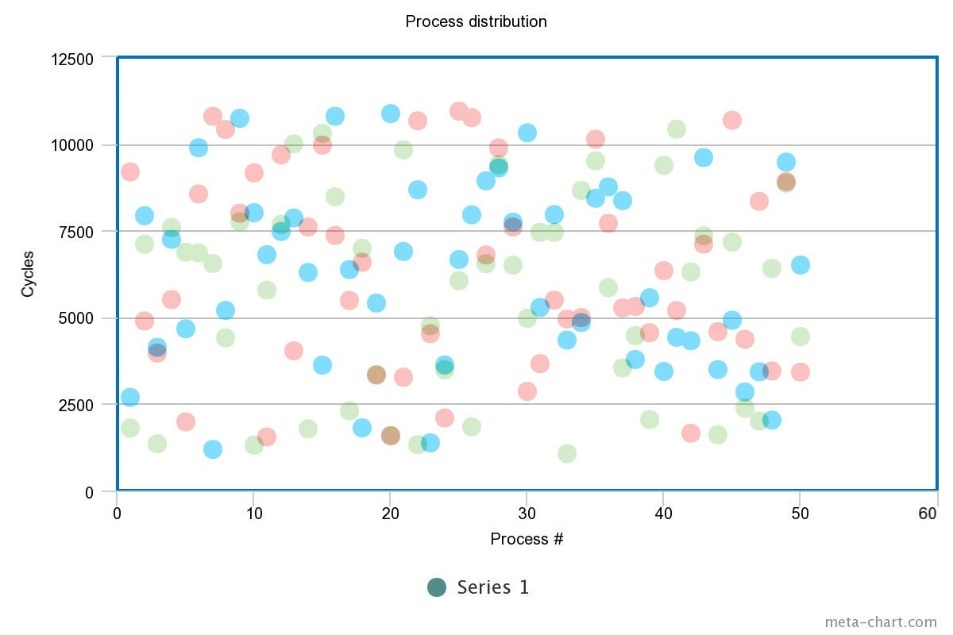 Process distribution
12500
10000
7500
5000
2500
0
Cycles
0 10 20 30 40 50 60
Process #
Series 1
meta-chart.com